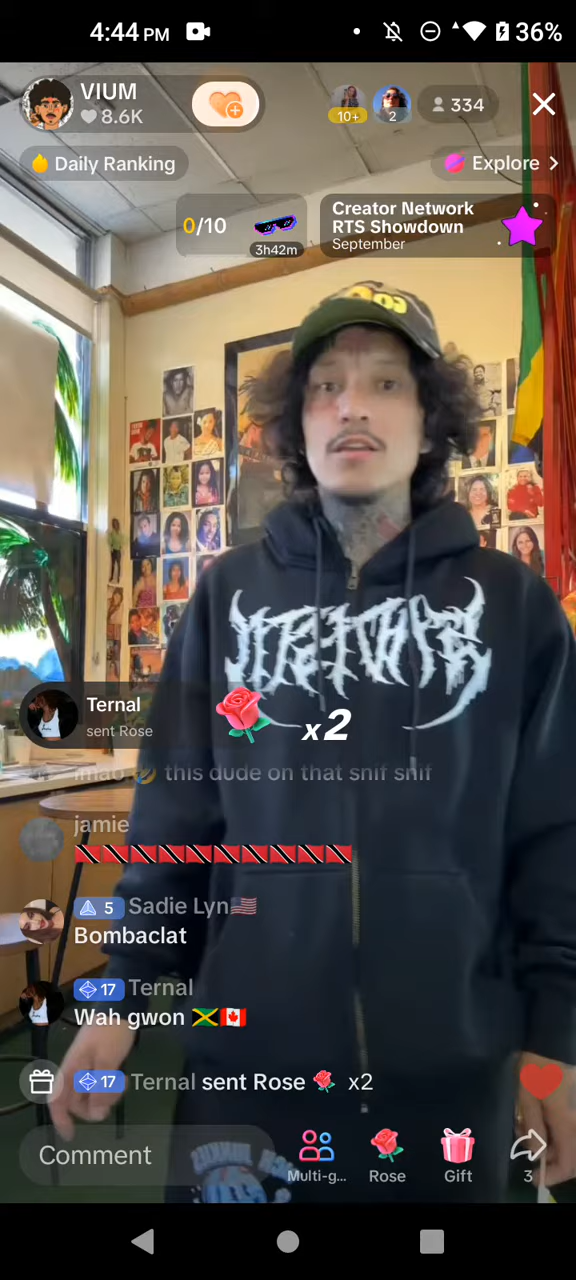 4:44 PM
36%
VIUM
8.6K
10+
2
334
Daily Ranking
Explore >
0/10
3h42m
Creator Network
RTS Showdown
September
Ternal
sent Rose
x2
lmao 🤣 this dude on that snif snif
jamie
🇹🇹🇹🇹🇹🇹🇹🇹🇹🇹
5 Sadie Lyn🇺🇸
Bombaclat
17 Ternal
Wah gwon 🇯🇲🇨🇦
17 Ternal sent Rose 🌹 x2
Comment
Multi-g...
Rose
Gift
3